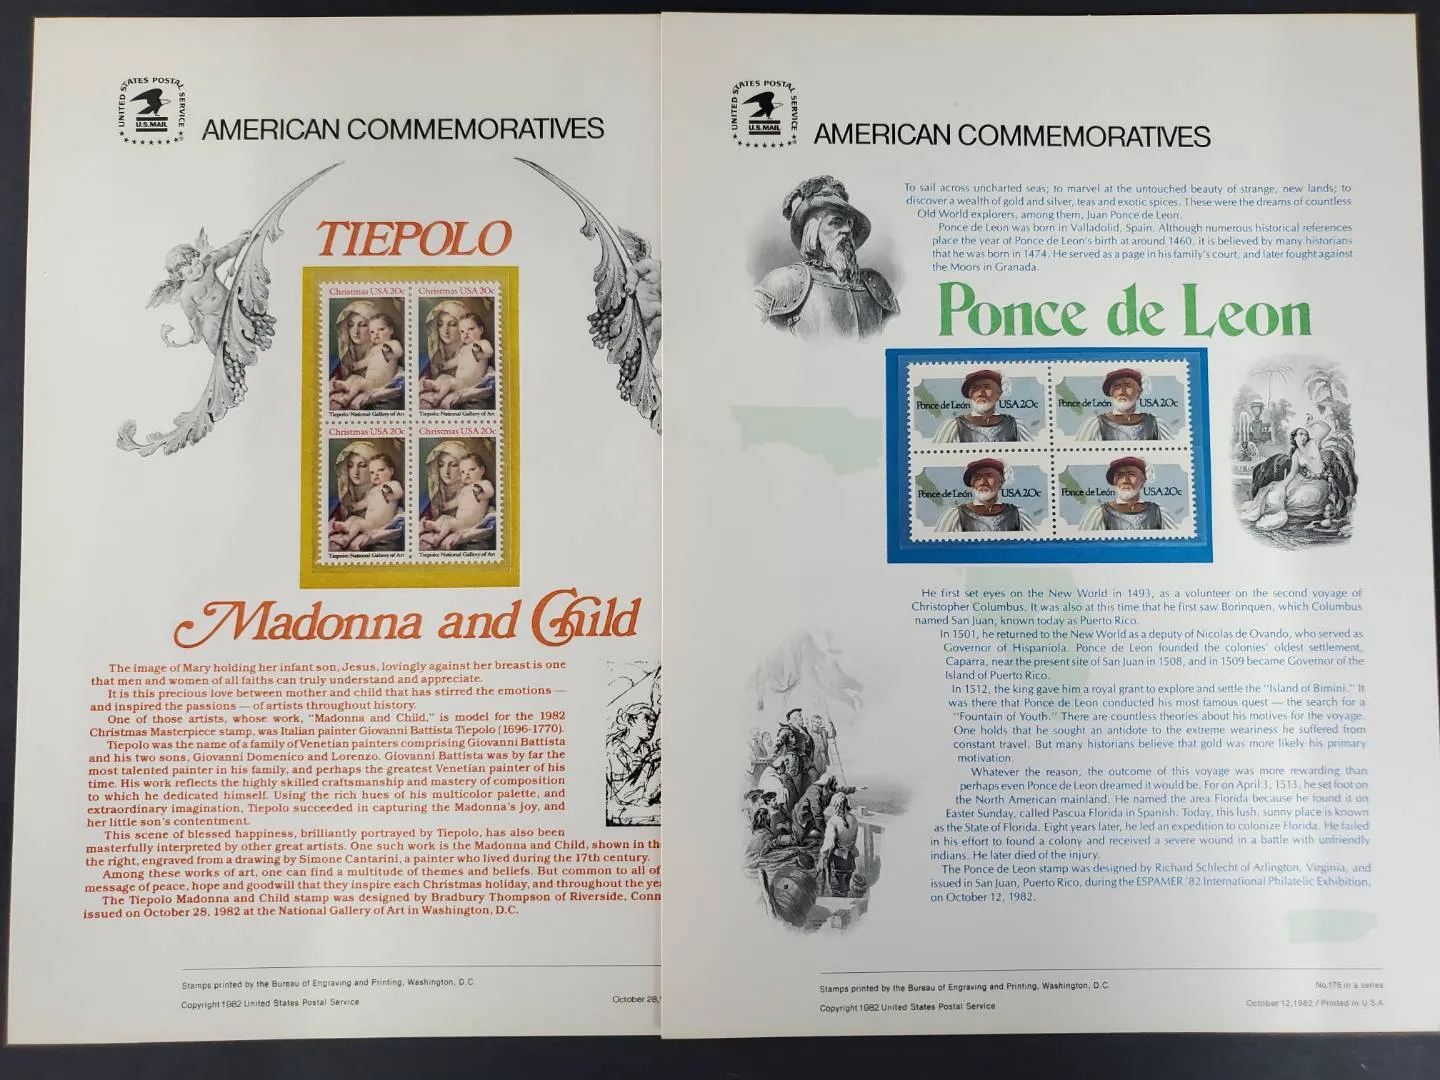 UNITED STATES POSTAL SERVICE
U.S.MAIL
AMERICAN COMMEMORATIVES
TIEPOLO
Christmas USA 20c
Christmas USA 20c
Tiepolo: National Gallery of Art
Tiepolo: National Gallery of Art
Christmas USA 20c
Christmas USA 20c
Tiepolo: National Gallery of Art
Tiepolo: National Gallery of Art
Madonna and Child
The image of Mary holding her infant son, Jesus, lovingly against her breast is one
that men and women of all faiths can truly understand and appreciate.
It is this precious love between mother and child that has stirred the emotions —
and inspired the passions — of artists throughout history.
One of those artists, whose work, "Madonna and Child," is model for the 1982
Christmas Masterpiece stamp, was Italian painter Giovanni Battista Tiepolo (1696-1770).
Tiepolo was the name of a family of Venetian painters comprising Giovanni Battista
and his two sons, Giovanni Domenico and Lorenzo. Giovanni Battista was by far the
most talented painter in his family, and perhaps the greatest Venetian painter of his
time. His work reflects the highly skilled craftsmanship and mastery of composition
to which he dedicated himself. Using the rich hues of his multicolor palette, and
extraordinary imagination, Tiepolo succeeded in capturing the Madonna's joy, and
her little son's contentment.
This scene of blessed happiness, brilliantly portrayed by Tiepolo, has also been
masterfully interpreted by other great artists. One such work is the Madonna and Child, shown in th
the right, engraved from a drawing by Simone Cantarini, a painter who lived during the 17th century.
Among these works of art, one can find a multitude of themes and beliefs. But common to all of
message of peace, hope and goodwill that they inspire each Christmas holiday, and throughout the ye
The Tiepolo Madonna and Child stamp was designed by Bradbury Thompson of Riverside, Conn
issued on October 28, 1982 at the National Gallery of Art in Washington, D.C.
Stamps printed by the Bureau of Engraving and Printing, Washington, D.C.
Copyright 1982 United States Postal Service
October 28,
UNITED STATES POSTAL SERVICE
U.S.MAIL
AMERICAN COMMEMORATIVES
To sail across uncharted seas; to marvel at the untouched beauty of strange, new lands; to
discover a wealth of gold and silver, teas and exotic spices. These were the dreams of countless
Old World explorers, among them, Juan Ponce de Leon.
Ponce de Leon was born in Valladolid, Spain. Although numerous historical references
place the year of Ponce de Leon's birth at around 1460, it is believed by many historians
that he was born in 1474. He served as a page in his family's court, and later fought against
the Moors in Granada.
Ponce de Leon
Ponce de León USA 20c
Ponce de León USA 20c
Ponce de León USA 20c
Ponce de León USA 20c
He first set eyes on the New World in 1493, as a volunteer on the second voyage of
Christopher Columbus. It was also at this time that he first saw Borinquen, which Columbus
named San Juan, known today as Puerto Rico.
In 1501, he returned to the New World as a deputy of Nicolas de Ovando, who served as
Governor of Hispaniola. Ponce de Leon founded the colonies' oldest settlement,
Caparra, near the present site of San Juan in 1508, and in 1509 became Governor of the
Island of Puerto Rico.
In 1512, the king gave him a royal grant to explore and settle the "Island of Bimini." It
was there that Ponce de Leon conducted his most famous quest — the search for a
"Fountain of Youth." There are countless theories about his motives for the voyage.
One holds that he sought an antidote to the extreme weariness he suffered from
constant travel. But many historians believe that gold was more likely his primary
motivation.
Whatever the reason, the outcome of this voyage was more rewarding than
perhaps even Ponce de Leon dreamed it would be. For on April 3, 1513, he set foot on
the North American mainland. He named the area Florida because he found it on
Easter Sunday, called Pascua Florida in Spanish. Today, this lush, sunny place is known
as the State of Florida. Eight years later, he led an expedition to colonize Florida. He failed
in his effort to found a colony and received a severe wound in a battle with unfriendly
indians. He later died of the injury.
The Ponce de Leon stamp was designed by Richard Schlecht of Arlington, Virginia, and
issued in San Juan, Puerto Rico, during the ESPAMER '82 International Philatelic Exhibition,
on October 12, 1982.
Stamps printed by the Bureau of Engraving and Printing, Washington, D.C.
Copyright 1982 United States Postal Service
No.175 in a series
October 12,1982 / Printed in U.S.A